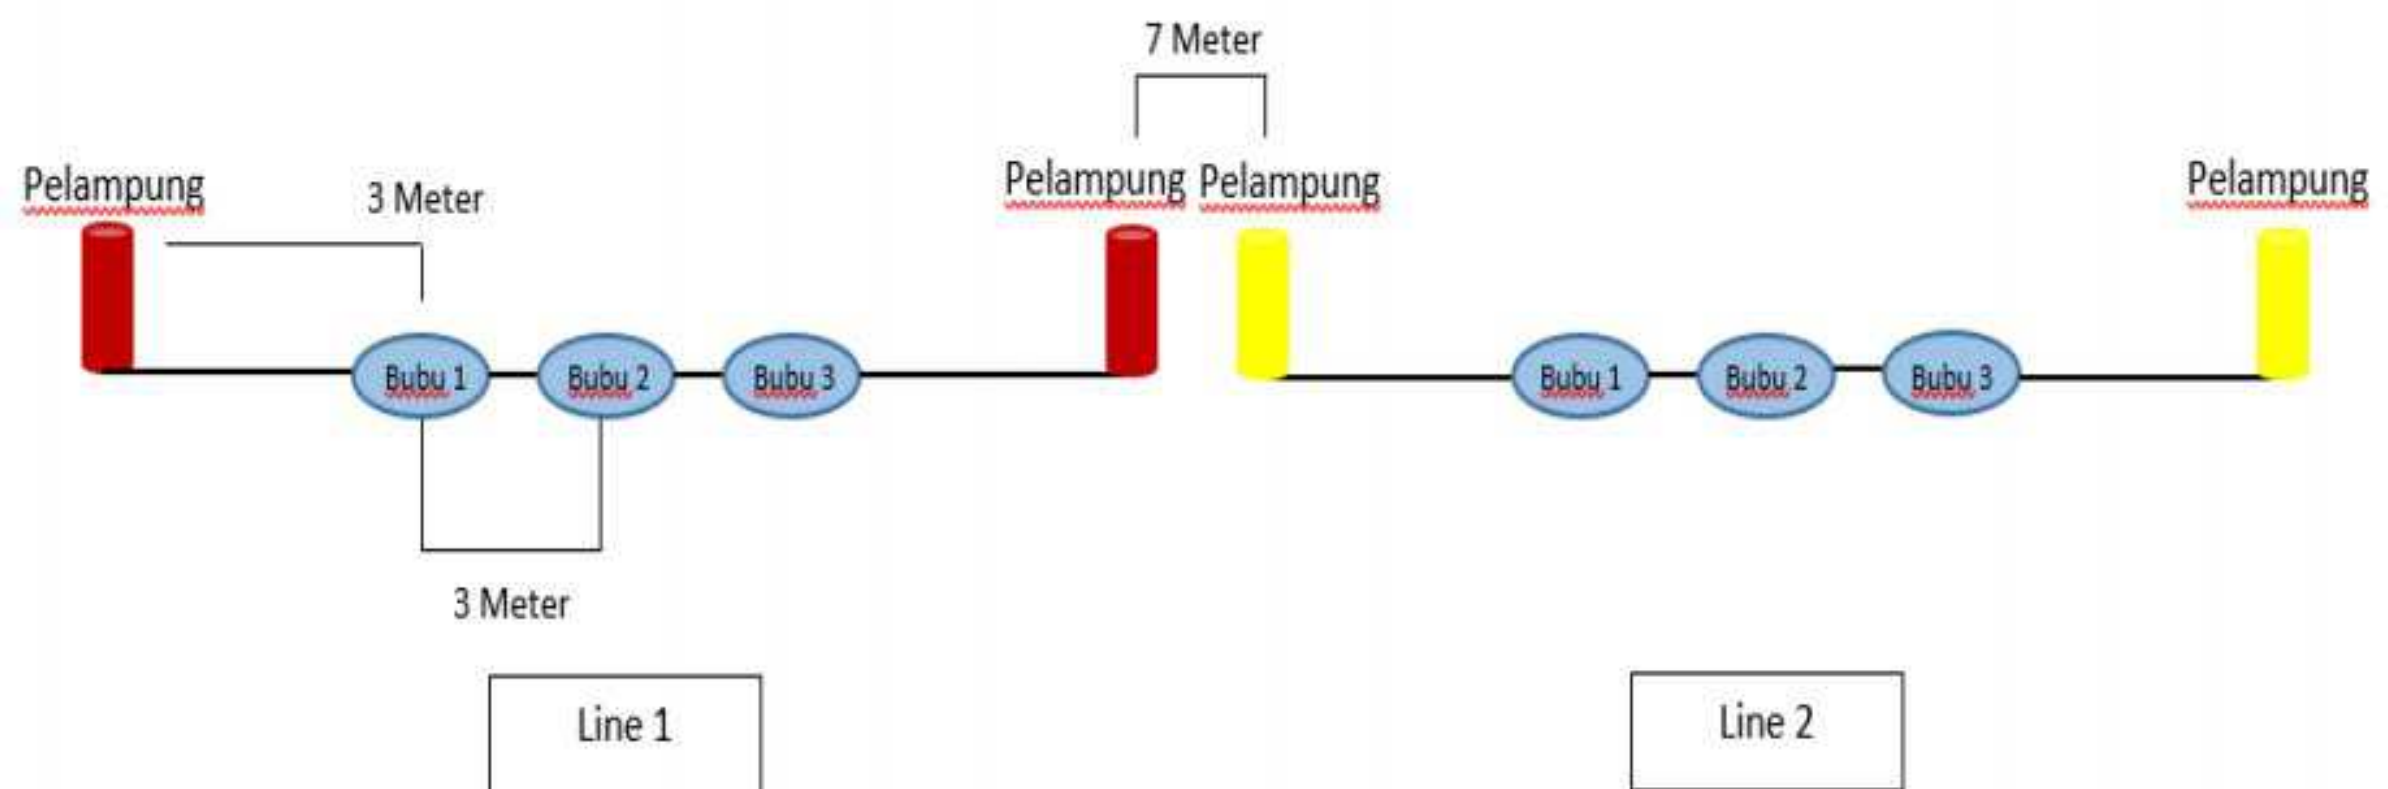 7 Meter
Pelampung
3 Meter
Pelampung
Pelampung
Pelampung
Bubu 1
Bubu 2
Bubu 3
Bubu 1
Bubu 2
Bubu 3
3 Meter
Line 1
Line 2